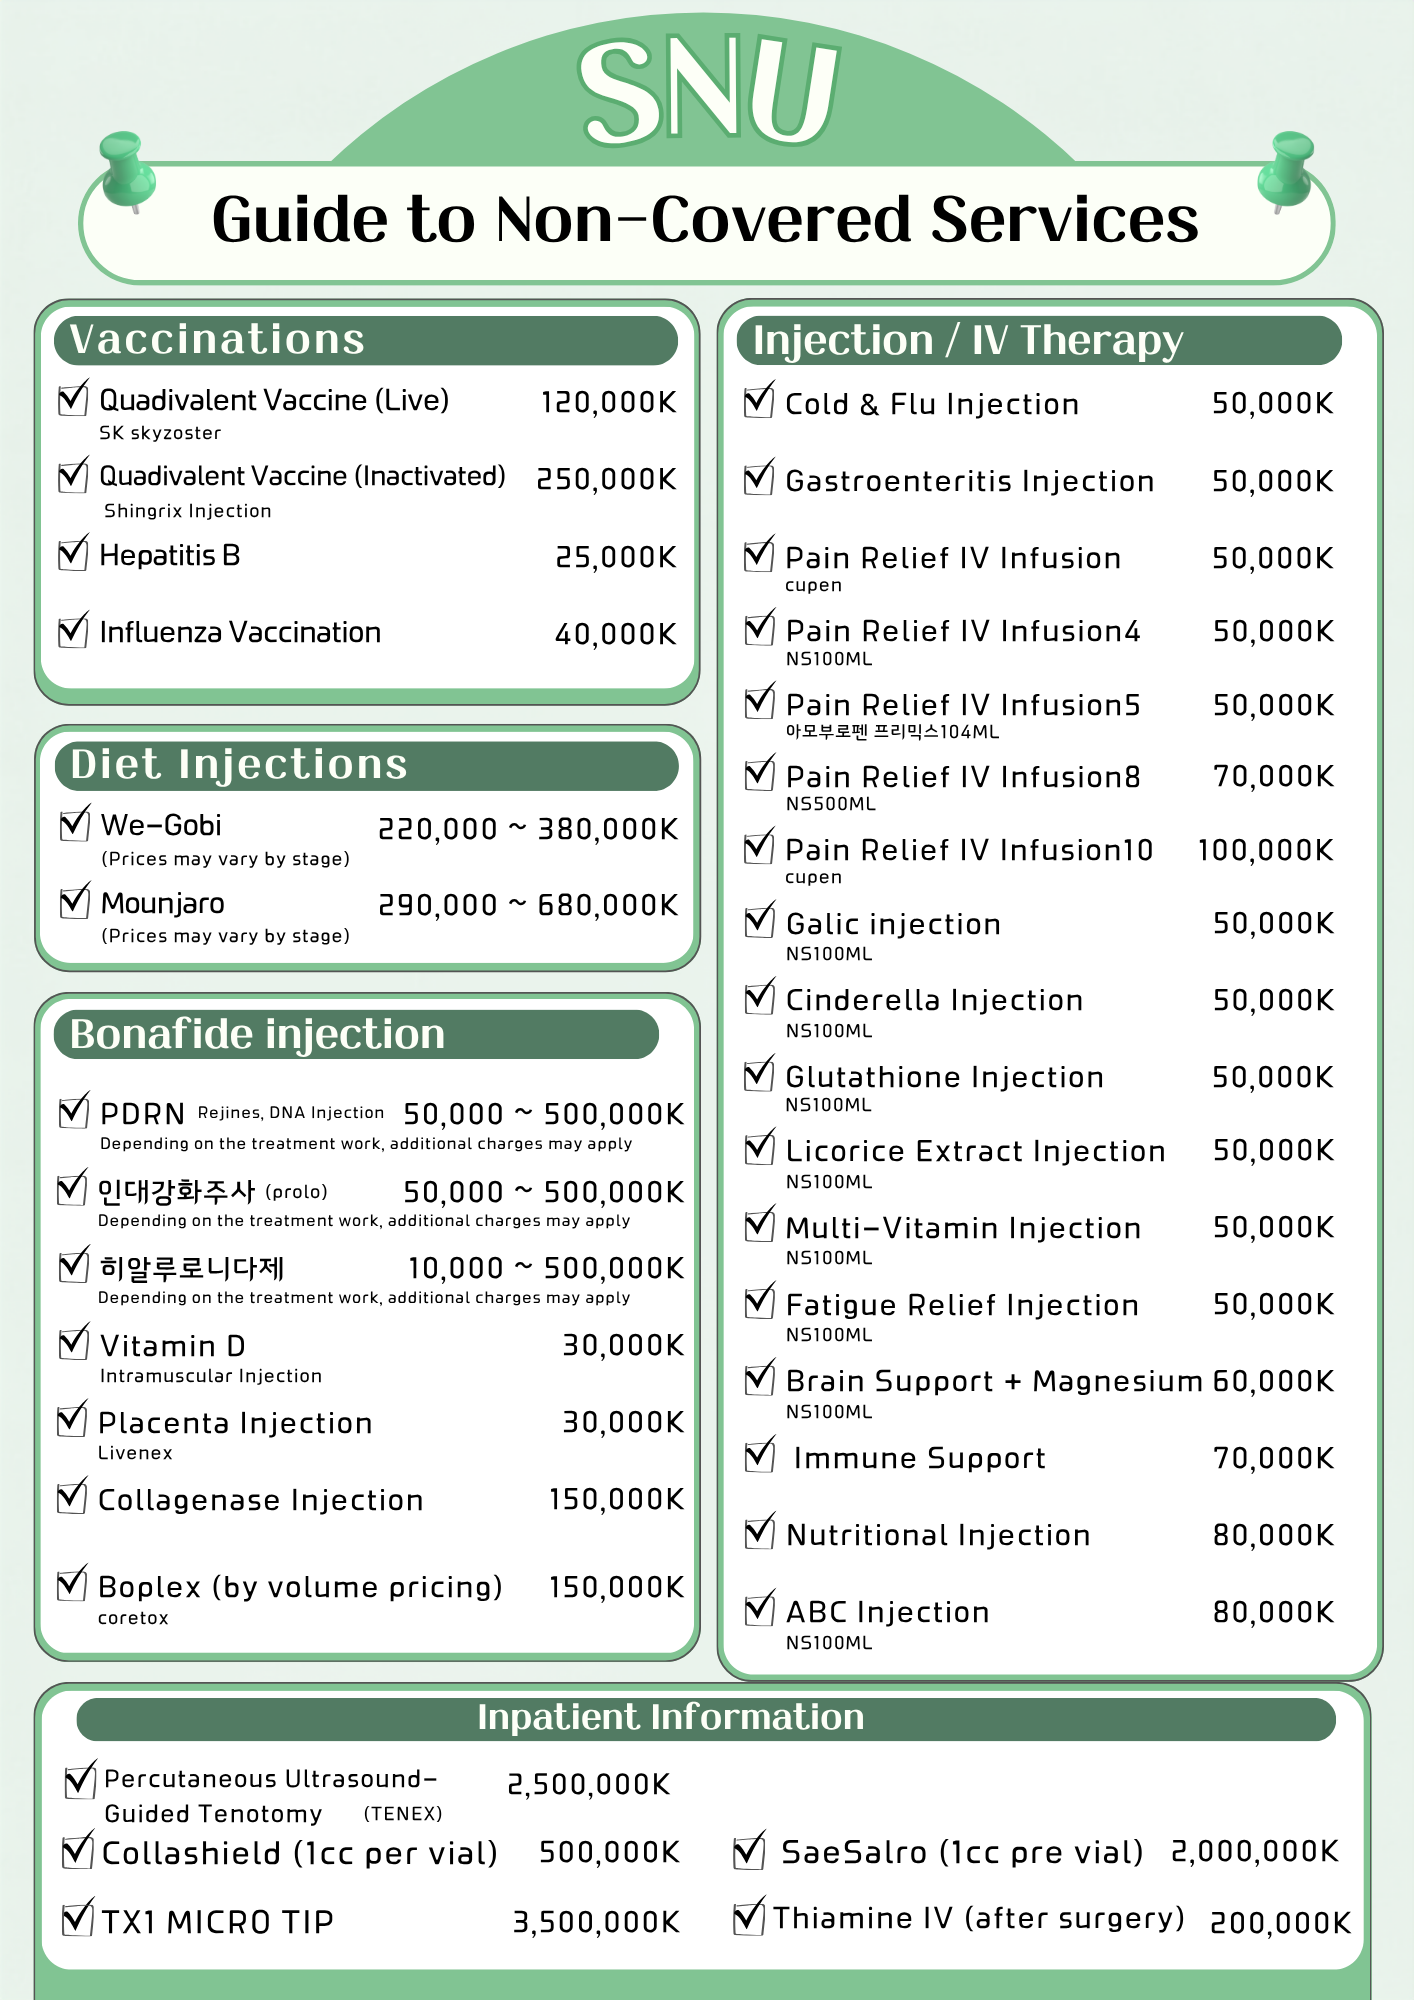 SNU
Guide to Non-Covered Services
Vaccinations
Quadivalent Vaccine (Live) 120,000K
SK skyzoster
Quadivalent Vaccine (Inactivated) 250,000K
Shingrix Injection
Hepatitis B 25,000K
Influenza Vaccination 40,000K
Diet Injections
We-Gobi 220,000 ~ 380,000K
(Prices may vary by stage)
Mounjaro 290,000 ~ 680,000K
(Prices may vary by stage)
Bonafide injection
PDRN Rejines, DNA Injection 50,000 ~ 500,000K
Depending on the treatment work, additional charges may apply
인대강화주사 (prolo) 50,000 ~ 500,000K
Depending on the treatment work, additional charges may apply
히알루로니다제 10,000 ~ 500,000K
Depending on the treatment work, additional charges may apply
Vitamin D 30,000K
Intramuscular Injection
Placenta Injection 30,000K
Livenex
Collagenase Injection 150,000K
Boplex (by volume pricing) 150,000K
coretox
Injection / IV Therapy
Cold & Flu Injection 50,000K
Gastroenteritis Injection 50,000K
Pain Relief IV Infusion 50,000K
cupen
Pain Relief IV Infusion4 50,000K
NS100ML
Pain Relief IV Infusion5 50,000K
아모부로펜 프리믹스104ML
Pain Relief IV Infusion8 70,000K
NS500ML
Pain Relief IV Infusion10 100,000K
cupen
Galic injection 50,000K
NS100ML
Cinderella Injection 50,000K
NS100ML
Glutathione Injection 50,000K
NS100ML
Licorice Extract Injection 50,000K
NS100ML
Multi-Vitamin Injection 50,000K
NS100ML
Fatigue Relief Injection 50,000K
NS100ML
Brain Support + Magnesium 60,000K
NS100ML
Immune Support 70,000K
Nutritional Injection 80,000K
ABC Injection 80,000K
NS100ML
Inpatient Information
Percutaneous Ultrasound- 2,500,000K
Guided Tenotomy (TENEX)
Collashield (1cc per vial) 500,000K
SaeSalro (1cc pre vial) 2,000,000K
TX1 MICRO TIP 3,500,000K
Thiamine IV (after surgery) 200,000K